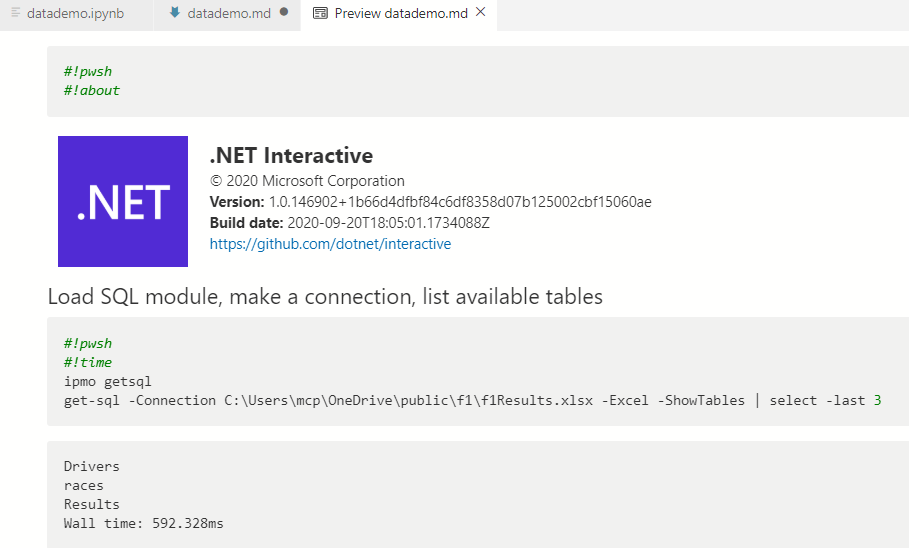 datademo.ipynb datademo.md Preview datademo.md
#!pwsh
#!about
.NET
.NET Interactive
© 2020 Microsoft Corporation
Version: 1.0.146902+1b66d4dfbf84c6df8358d07b125002cbf15060ae
Build date: 2020-09-20T18:05:01.1734088Z
https://github.com/dotnet/interactive
Load SQL module, make a connection, list available tables
#!pwsh
#!time
ipmo getsql
get-sql -Connection C:\Users\mcp\OneDrive\public\f1\f1Results.xlsx -Excel -ShowTables | select -last 3
Drivers
races
Results
Wall time: 592.328ms